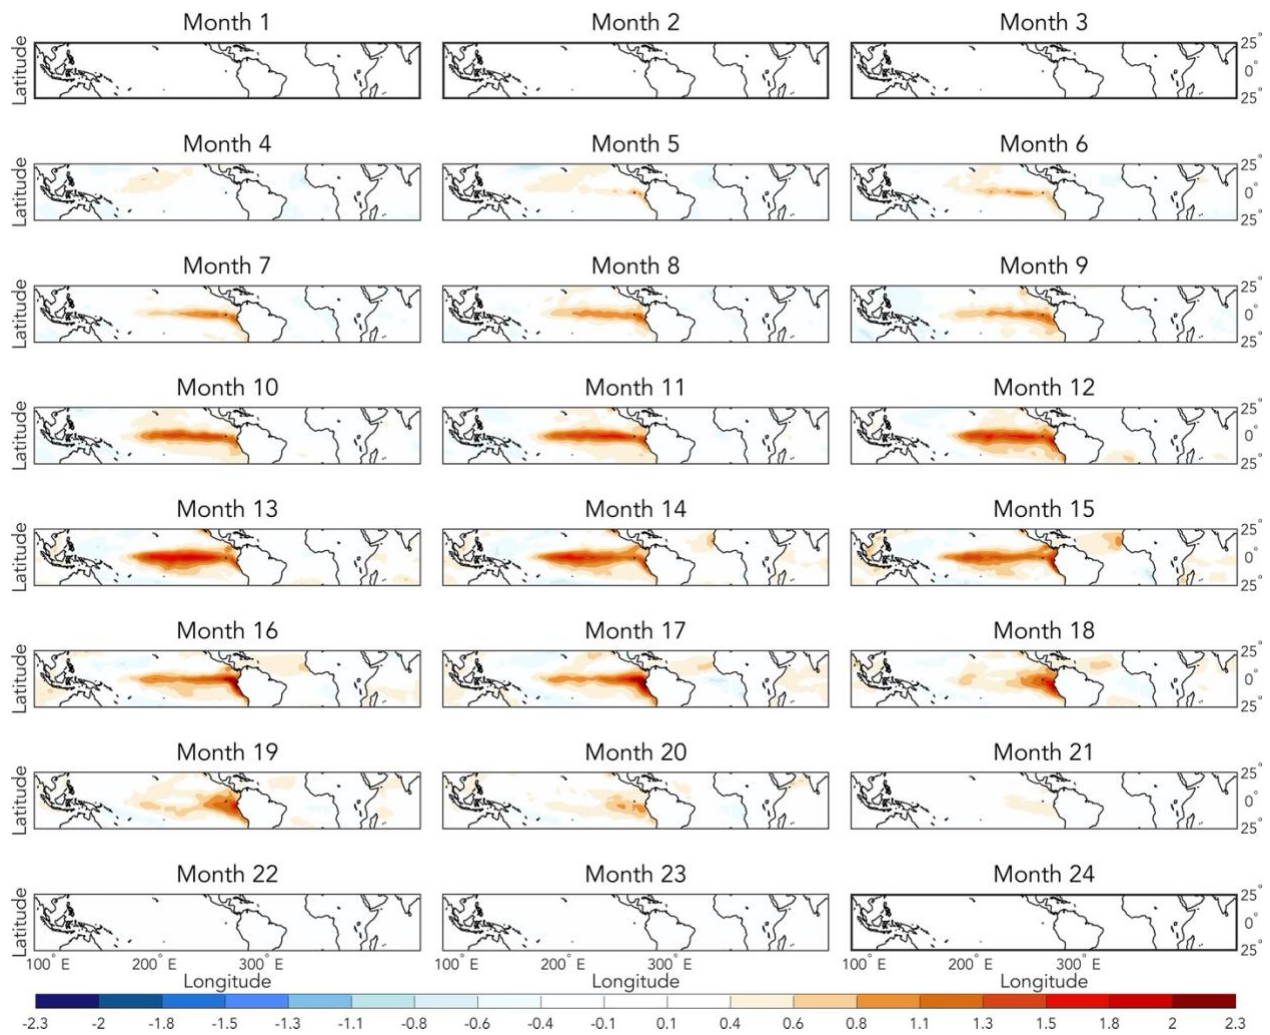 Month 1 Month 2 Month 3
Latitude 25° 0° 25°
Month 4 Month 5 Month 6
Latitude 25° 0° 25°
Month 7 Month 8 Month 9
Latitude 25° 0° 25°
Month 10 Month 11 Month 12
Latitude 25° 0° 25°
Month 13 Month 14 Month 15
Latitude 25° 0° 25°
Month 16 Month 17 Month 18
Latitude 25° 0° 25°
Month 19 Month 20 Month 21
Latitude 25° 0° 25°
Month 22 Month 23 Month 24
Latitude 25° 0° 25°
100° E 200° E 300° E 100° E 200° E 300° E 100° E 200° E 300° E
Longitude Longitude Longitude
-2.3 -2 -1.8 -1.5 -1.3 -1.1 -0.8 -0.6 -0.4 -0.1 0.1 0.4 0.6 0.8 1.1 1.3 1.5 1.8 2 2.3